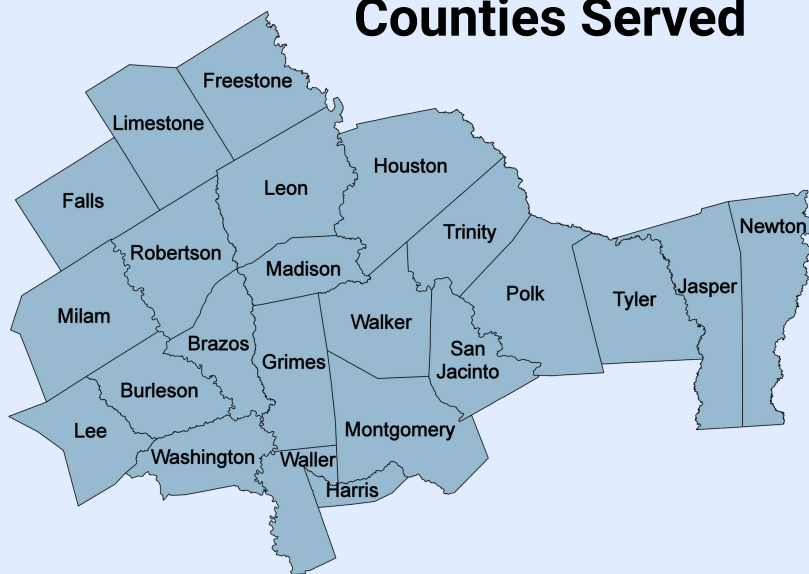 Counties Served
Freestone
Limestone
Houston
Leon
Falls
Newton
Trinity
Robertson
Madison
Jasper
Polk
Tyler
Milam
Walker
Brazos
San
Jacinto
Grimes
Burleson
Lee
Montgomery
Washington
Waller
Harris